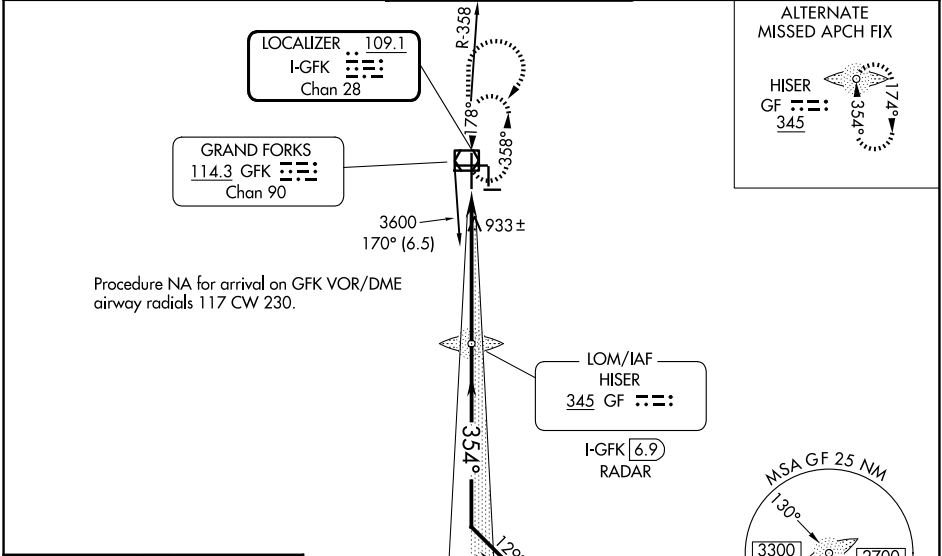 LOCALIZER 109.1
I-GFK
Chan 28
R-358
178°
358°
ALTERNATE
MISSED APCH FIX
HISER
GF
345
354°
174°
GRAND FORKS
114.3 GFK
Chan 90
3600
170° (6.5)
933 ±
Procedure NA for arrival on GFK VOR/DME
airway radials 117 CW 230.
LOM/IAF
HISER
345 GF
I-GFK 6.9
RADAR
354°
MSA GF 25 NM
130°
3300